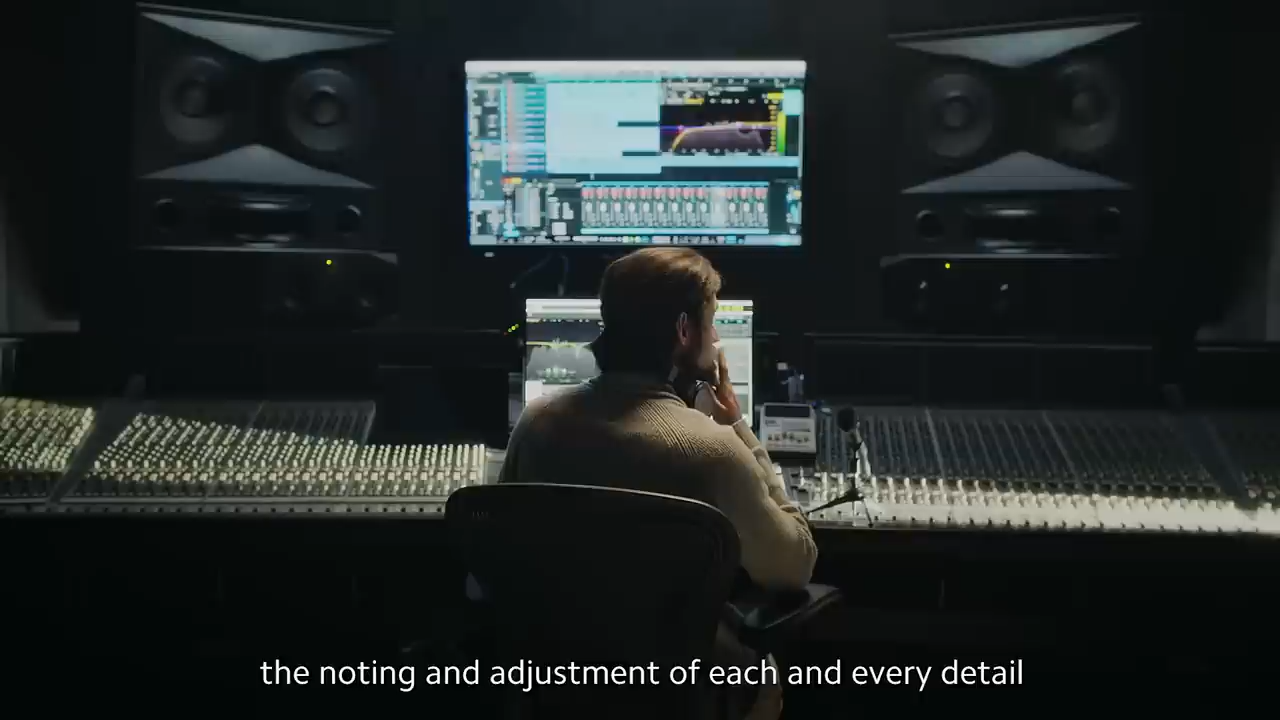 the noting and adjustment of each and every detail